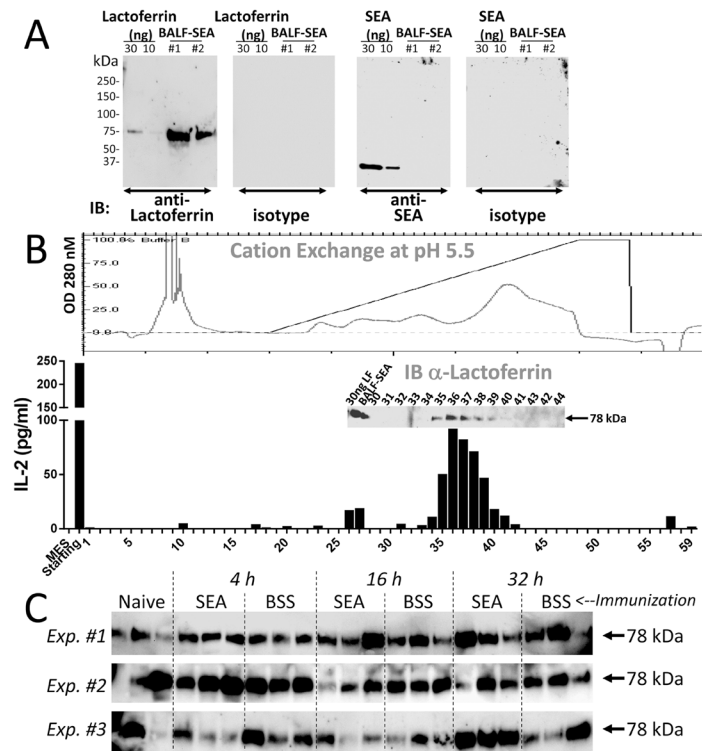 A
Lactoferrin Lactoferrin SEA SEA
(ng) BALF-SEA (ng) BALF-SEA (ng) BALF-SEA (ng) BALF-SEA
30 10 #1 #2 30 10 #1 #2 30 10 #1 #2 30 10 #1 #2
kDa
250-
150-
100-
75-
50-
37-
IB: anti-Lactoferrin isotype anti-SEA isotype
B
OD 280 nM
100.0% Buffer B
Cation Exchange at pH 5.5
75.0
50.0
25.0
0.0
IB α-Lactoferrin
30ng LF BALF-SEA 30 31 32 33 34 35 36 37 38 39 40 41 43 42 44
78 kDa
IL-2 (pg/ml)
250
200
150
100
50
0
MES Starting 1 5 10 15 20 25 30 35 40 45 50 55 59
C
4 h 16 h 32 h
Naive SEA BSS SEA BSS SEA BSS <--Immunization
Exp. #1 78 kDa
Exp. #2 78 kDa
Exp. #3 78 kDa